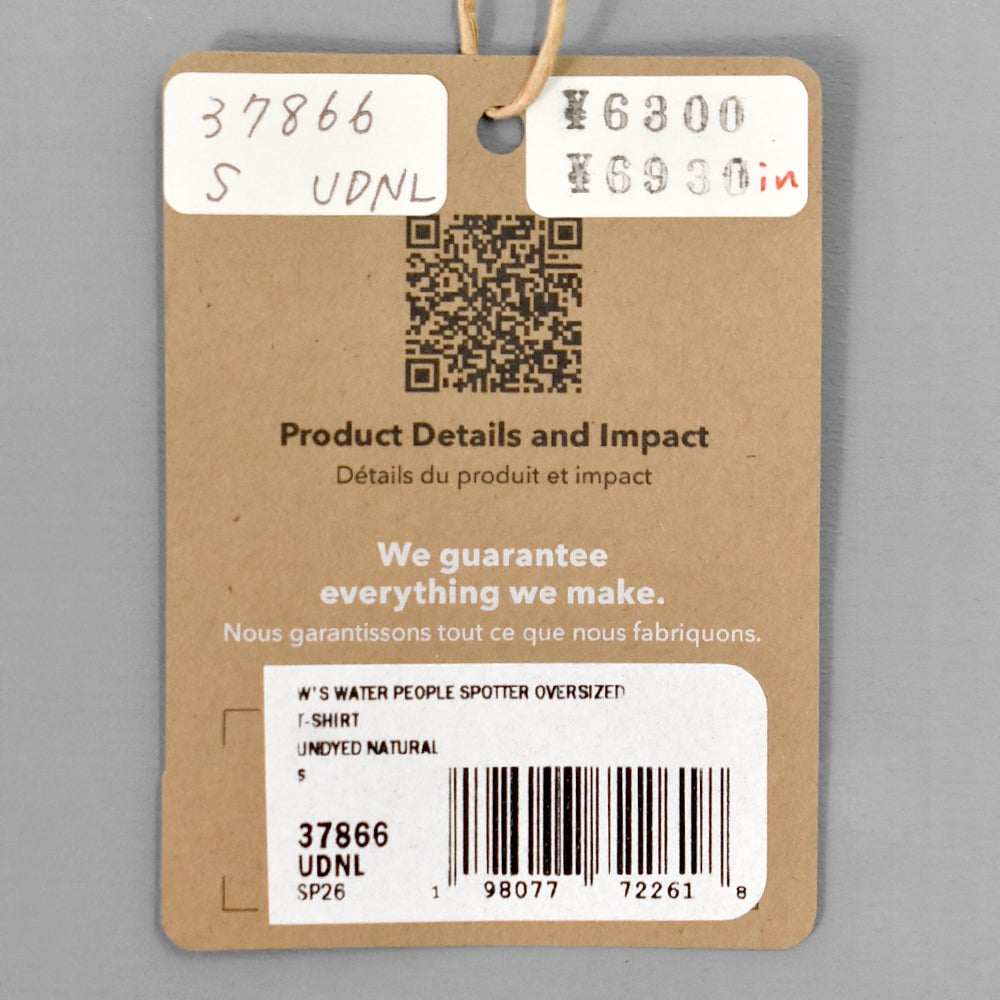 37866
S UDNL
¥6300
¥6930in
Product Details and Impact
Détails du produit et impact
We guarantee
everything we make.
Nous garantissons tout ce que nous fabriquons.
W'S WATER PEOPLE SPOTTER OVERSIZED
T-SHIRT
UNDYED NATURAL
S
37866
UDNL
SP26
1 98077 72261 8